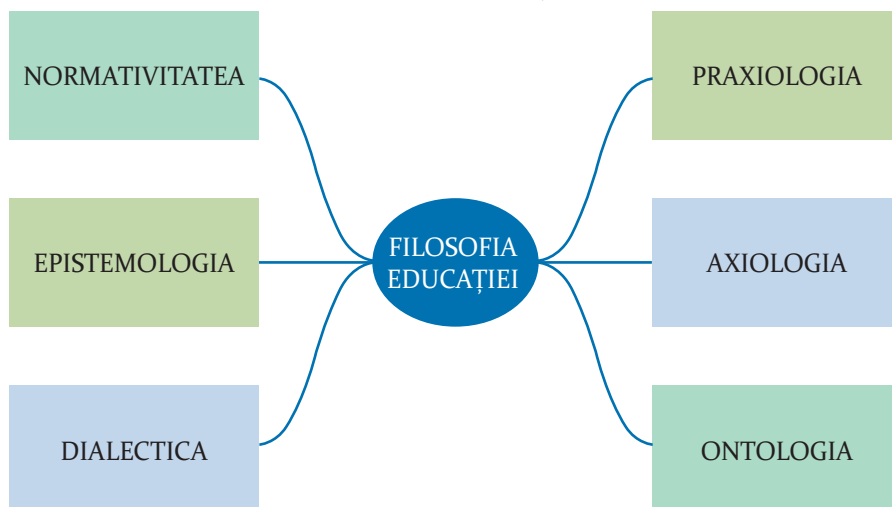 NORMATIVITATEA
PRAXIOLOGIA
EPISTEMOLOGIA
FILOSOFIA
EDUCAȚIEI
AXIOLOGIA
DIALECTICA
ONTOLOGIA